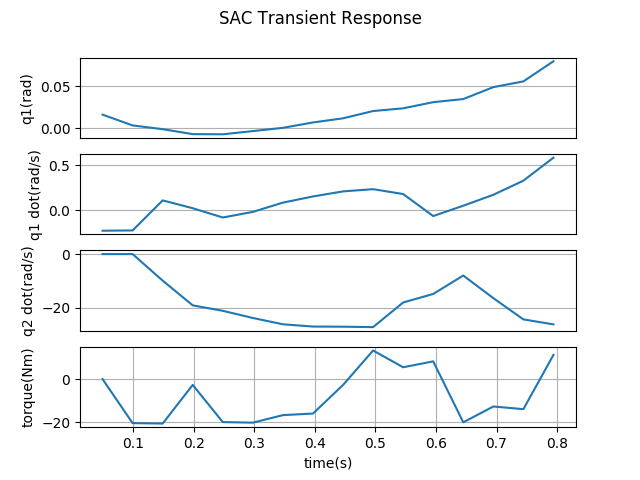 SAC Transient Response
q1(rad)
0.05
0.00
q1 dot(rad/s)
0.5
0.0
q2 dot(rad/s)
0
−20
torque(Nm)
0
−20
0.1 0.2 0.3 0.4 0.5 0.6 0.7 0.8
time(s)